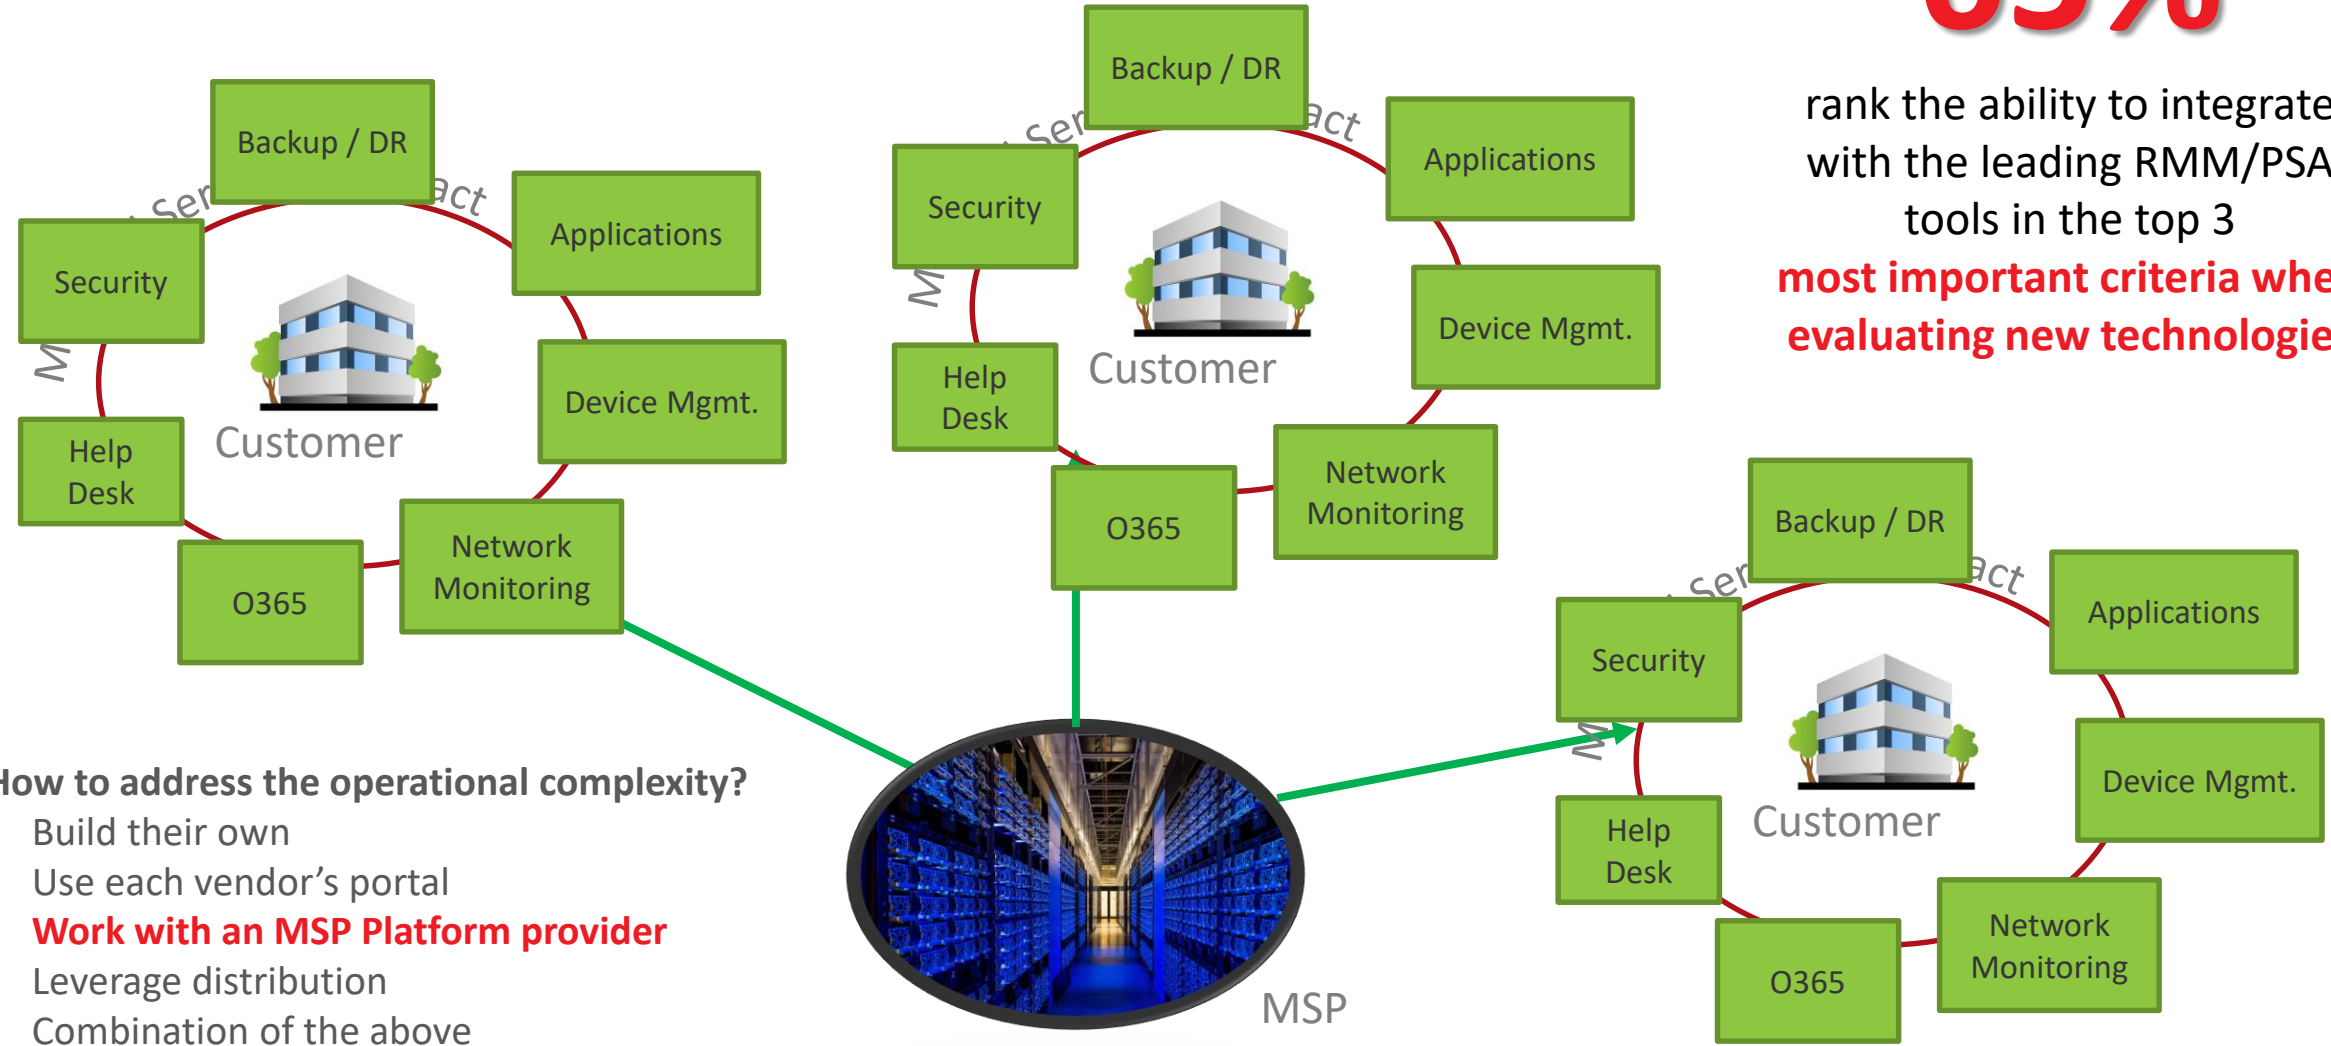 Backup / DR
Security
Applications
Device Mgmt.
Network
Monitoring
O365
Help
Desk
Customer
Backup / DR
Security
Applications
Device Mgmt.
Network
Monitoring
O365
Help
Desk
Customer
rank the ability to integrate
with the leading RMM/PSA
tools in the top 3
most important criteria whe
evaluating new technologie
Backup / DR
Security
Applications
Device Mgmt.
Network
Monitoring
O365
Help
Desk
Customer
MSP
How to address the operational complexity?
Build their own
Use each vendor’s portal
Work with an MSP Platform provider
Leverage distribution
Combination of the above